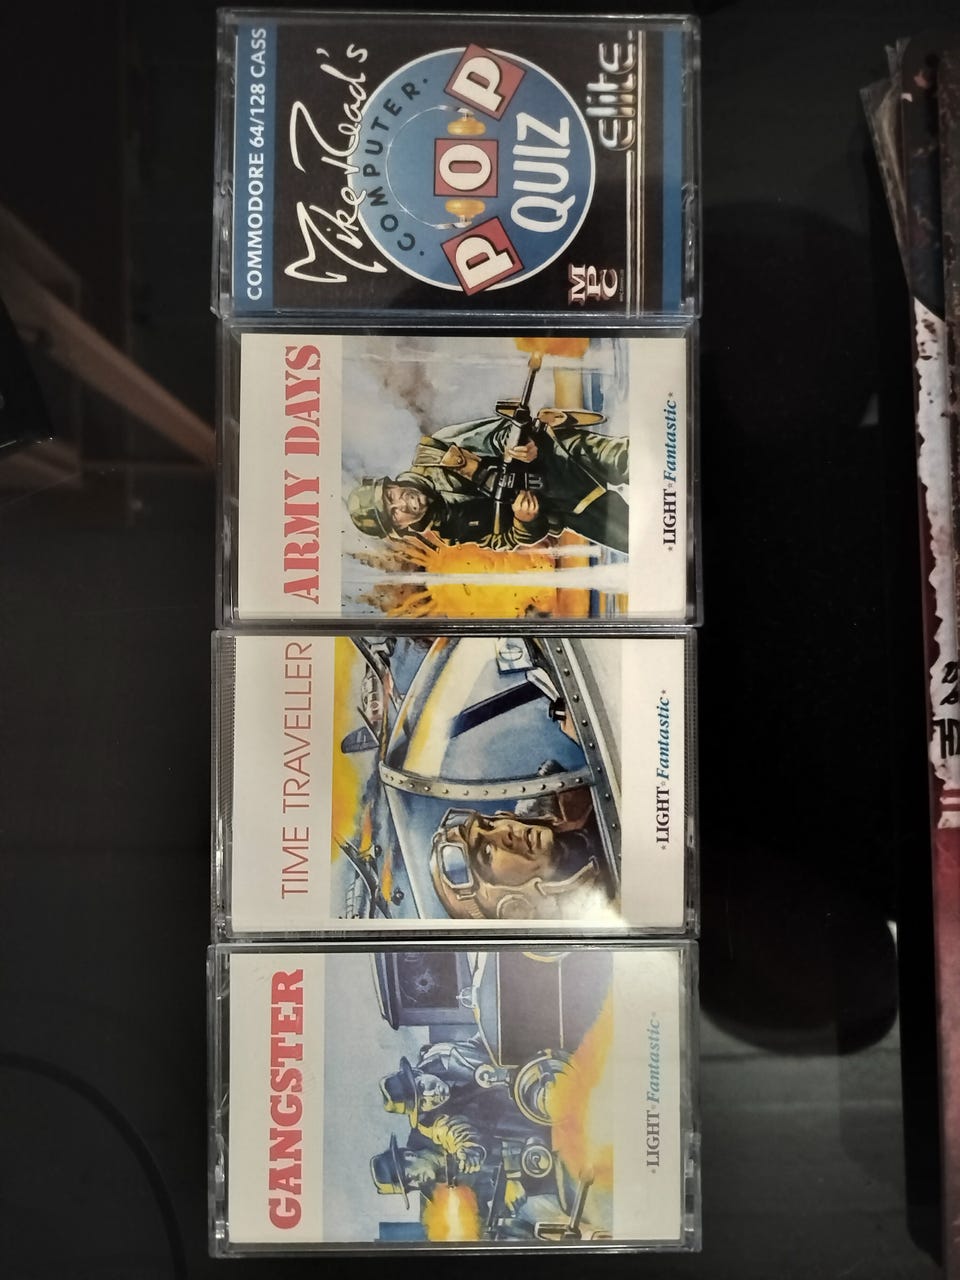 COMMODORE 64/128 CASS
Mike Read's
.COMPUTER.
POP
QUIZ
MPC
elite
ARMY DAYS
*LIGHT*Fantastic*
TIME TRAVELLER
*LIGHT*Fantastic*
GANGSTER
*LIGHT*Fantastic*